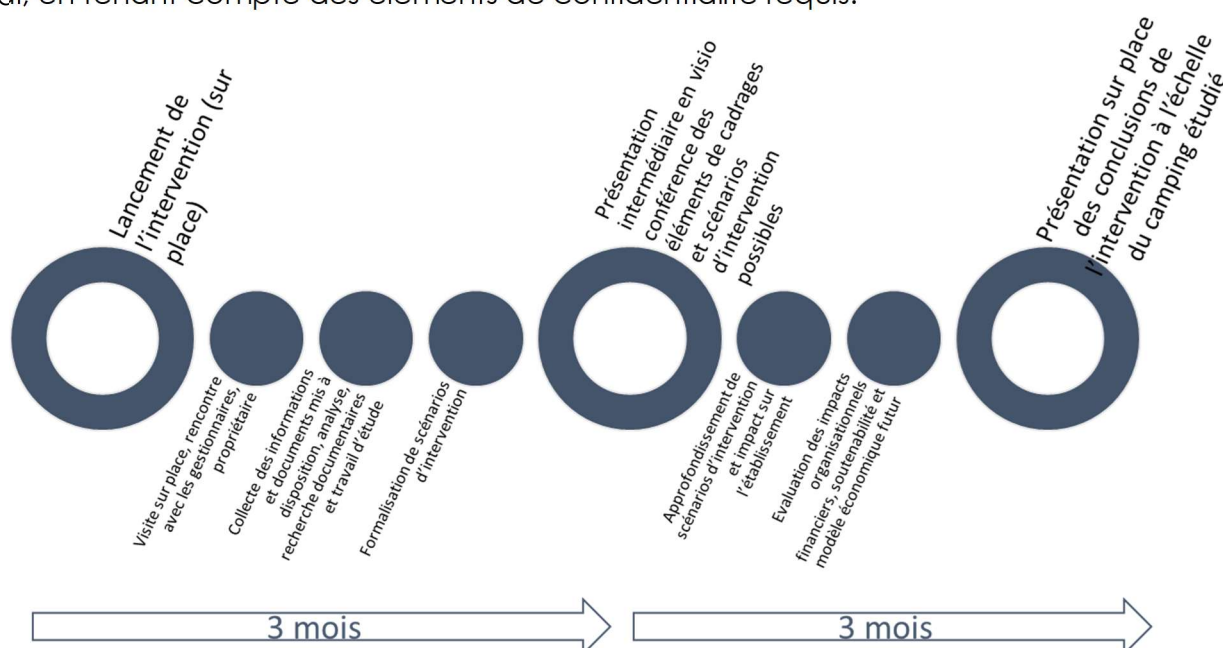 en tenant compte des éléments de confidentialité requis.
Lancement de
l'intervention (sur
place)
Visite sur place, rencontre
avec les gestionnaires,
propriétaire
Collecte des informations
et documents mis à
disposition, analyse,
recherche documentaires
et travail d'étude
Formalisation de scénarios
d'intervention
Présentation
intermédiaire en visio
conférence des
éléments de cadrages
et scénarios
d'intervention
possibles
Approfondissement de
scénarios d'intervention
et impact sur
l'établissement
Evaluation des impacts
organisationnels
financiers, soutenabilité et
modèle économique futur
Présentation sur place
des conclusions de
l'intervention à l'échelle
du camping étudié
3 mois
3 mois